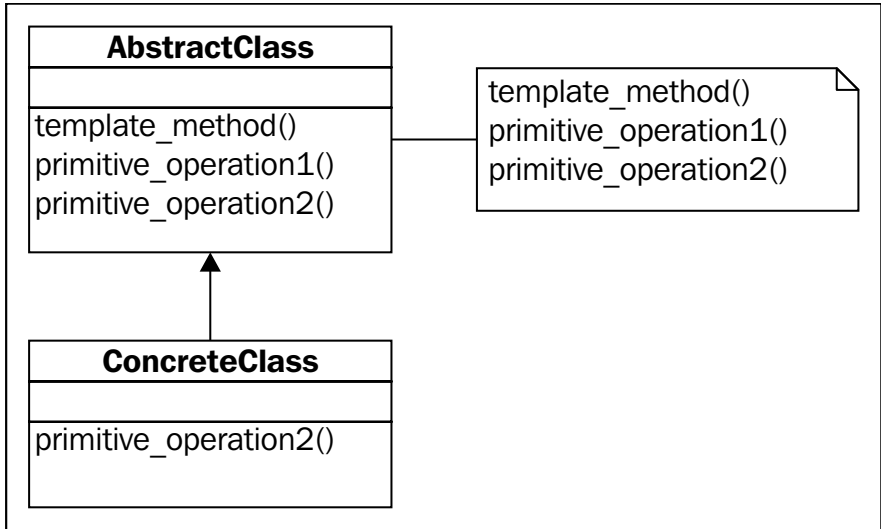 AbstractClass
template_method()
primitive_operation1()
primitive_operation2()
template_method()
primitive_operation1()
primitive_operation2()
ConcreteClass
primitive_operation2()